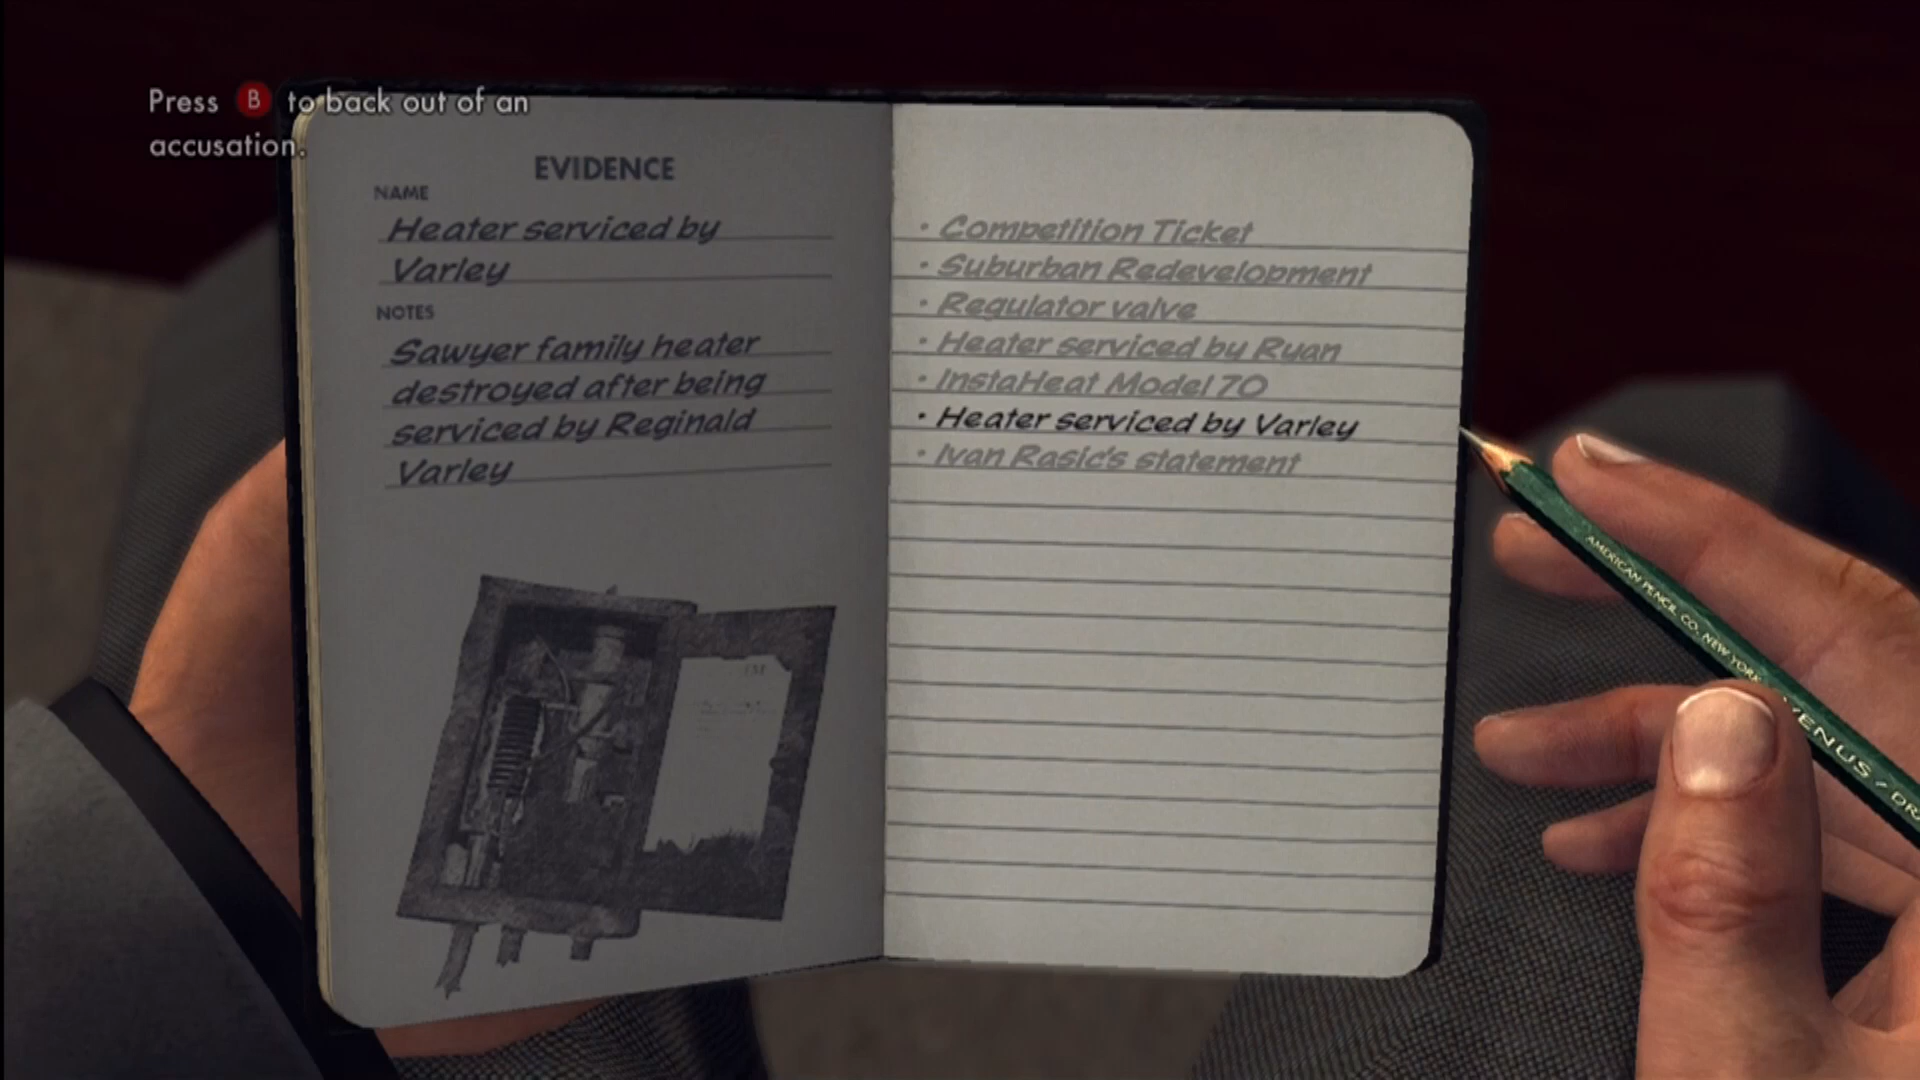 Press B to back out of an
accusation.
EVIDENCE
NAME
Heater serviced by
Varley
NOTES
Sawyer family heater
destroyed after being
serviced by Reginald
Varley
• Competition Ticket
• Suburban Redevelopment
• Regulator valve
• Heater serviced by Ryan
• InstaHeat Model 70
• Heater serviced by Varley
• Ivan Rasic's statement
AMERICAN PENCIL CO. NEW YORK
VENUS / DRA